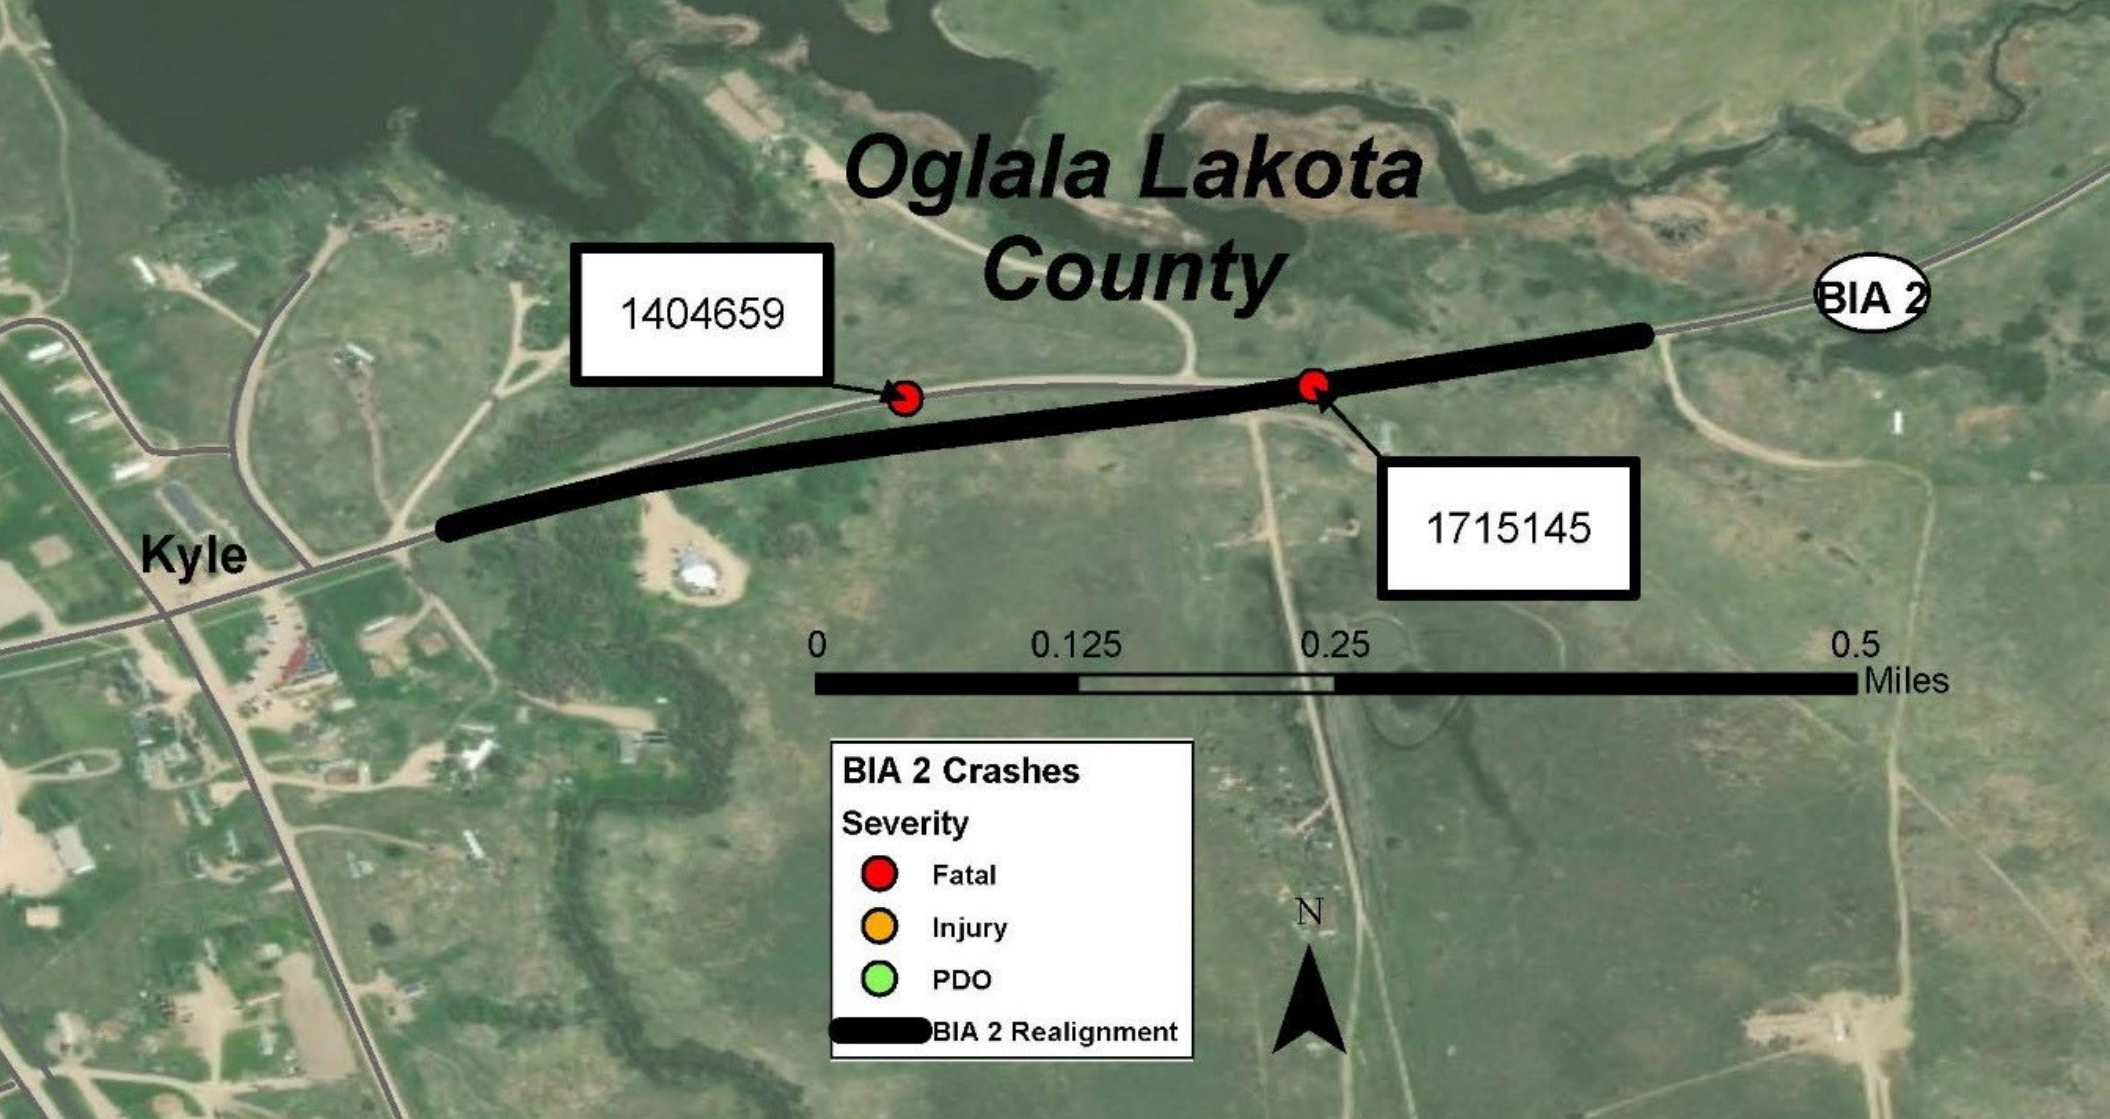 Oglala Lakota
County
BIA 2
1404659
1715145
Kyle
0 0.125 0.25 0.5
Miles
BIA 2 Crashes
Severity
Fatal
Injury
PDO
BIA 2 Realignment
N